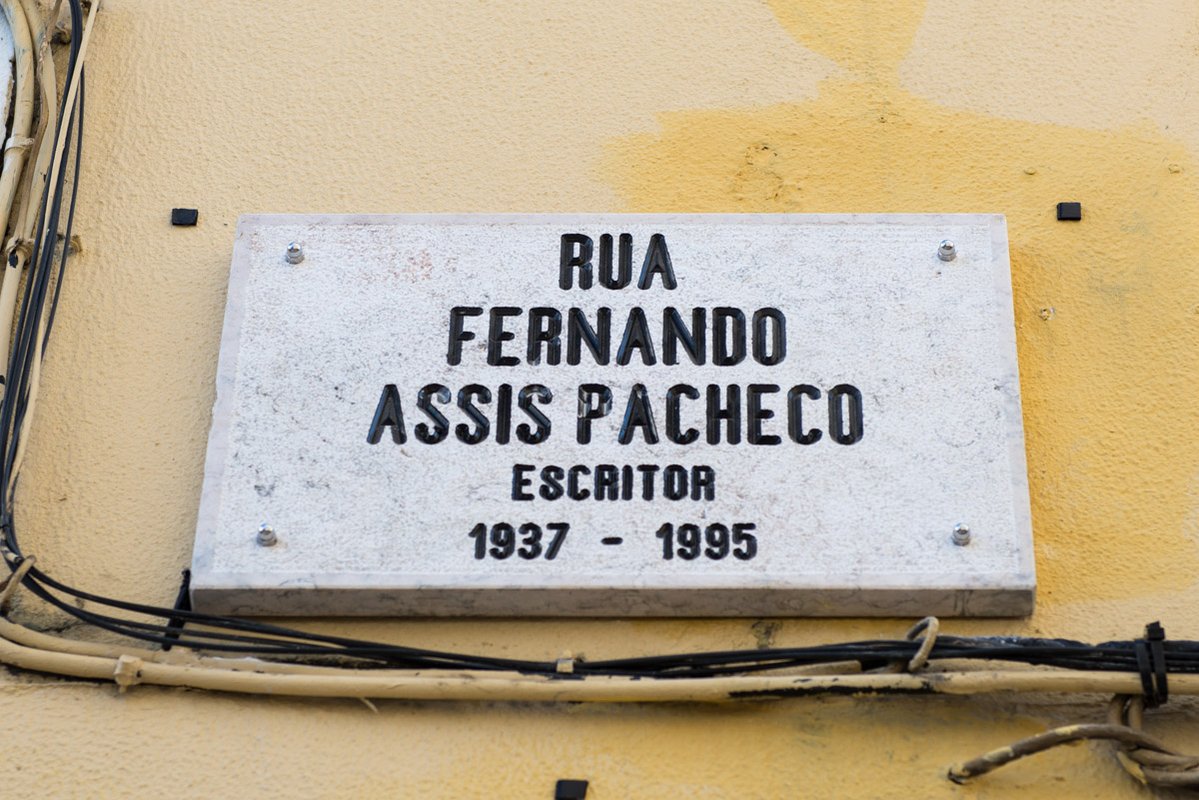 RUA
FERNANDO
ASSIS PACHECO
ESCRITOR
1937 - 1995